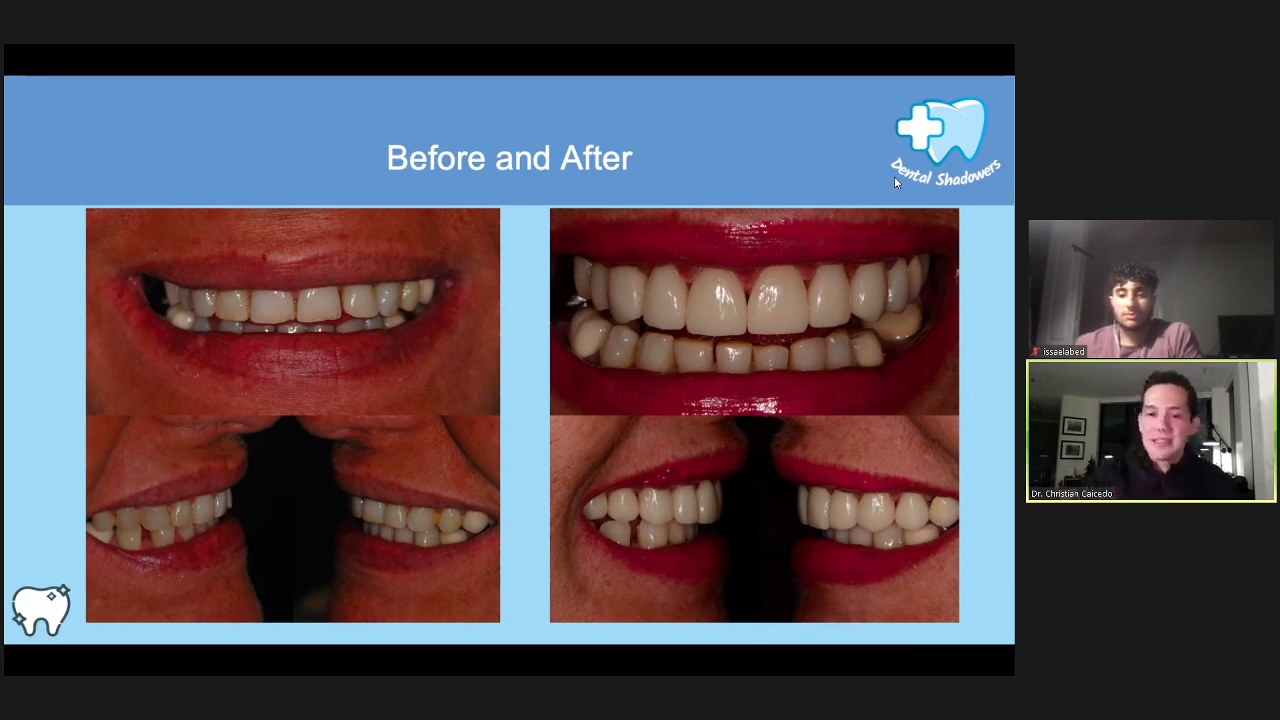 Before and After
Dental Shadowers
issaelabed
Dr. Christian Caicedo